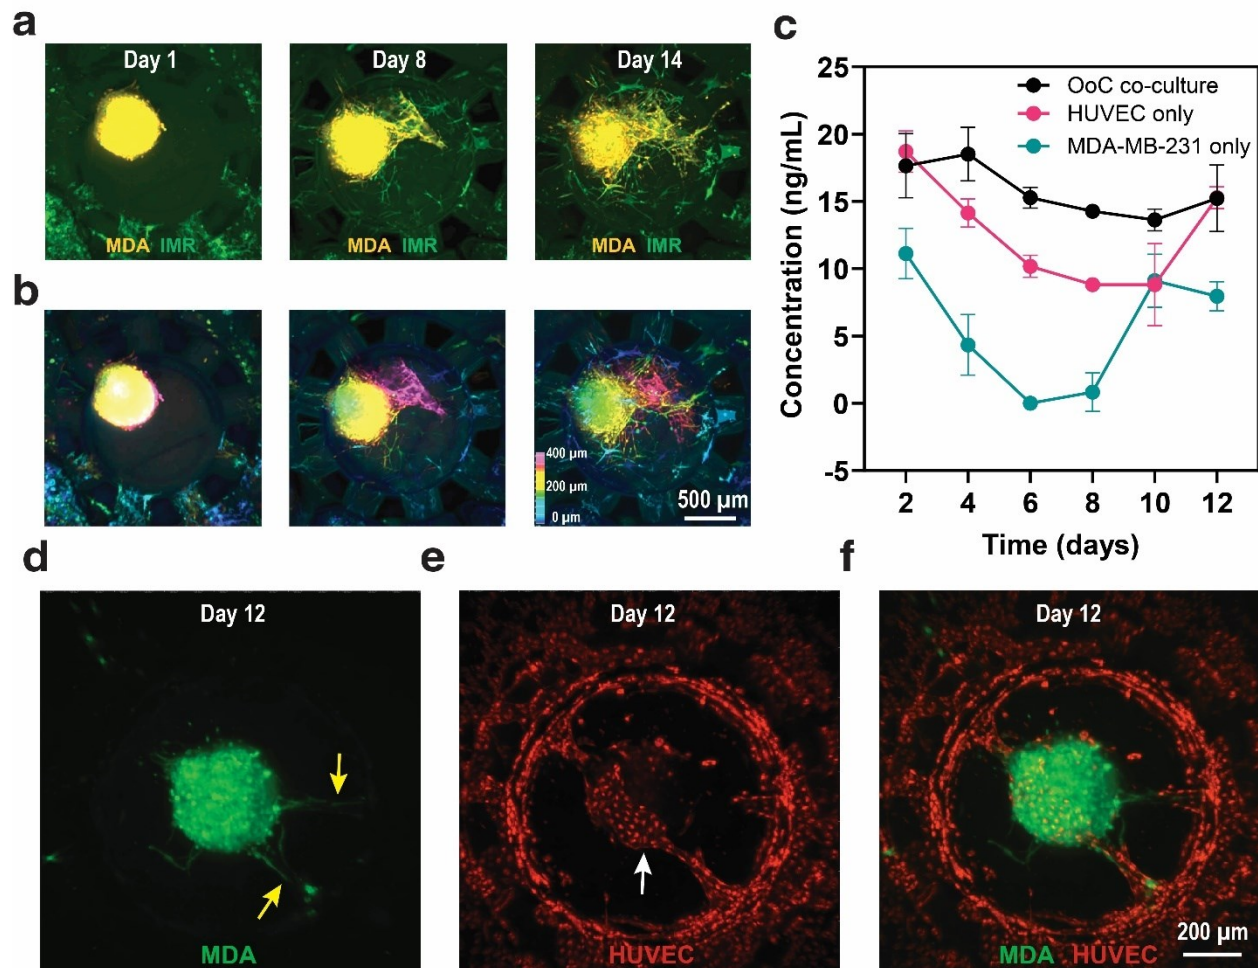 a
Day 1
Day 8
Day 14
MDA IMR
MDA IMR
MDA IMR
b
400 µm
200 µm
0 µm
500 µm
c
25
20
15
10
5
0
-5
Concentration (ng/mL)
OoC co-culture
HUVEC only
MDA-MB-231 only
2 4 6 8 10 12
Time (days)
d
Day 12
MDA
e
Day 12
HUVEC
f
Day 12
200 µm
MDA HUVEC